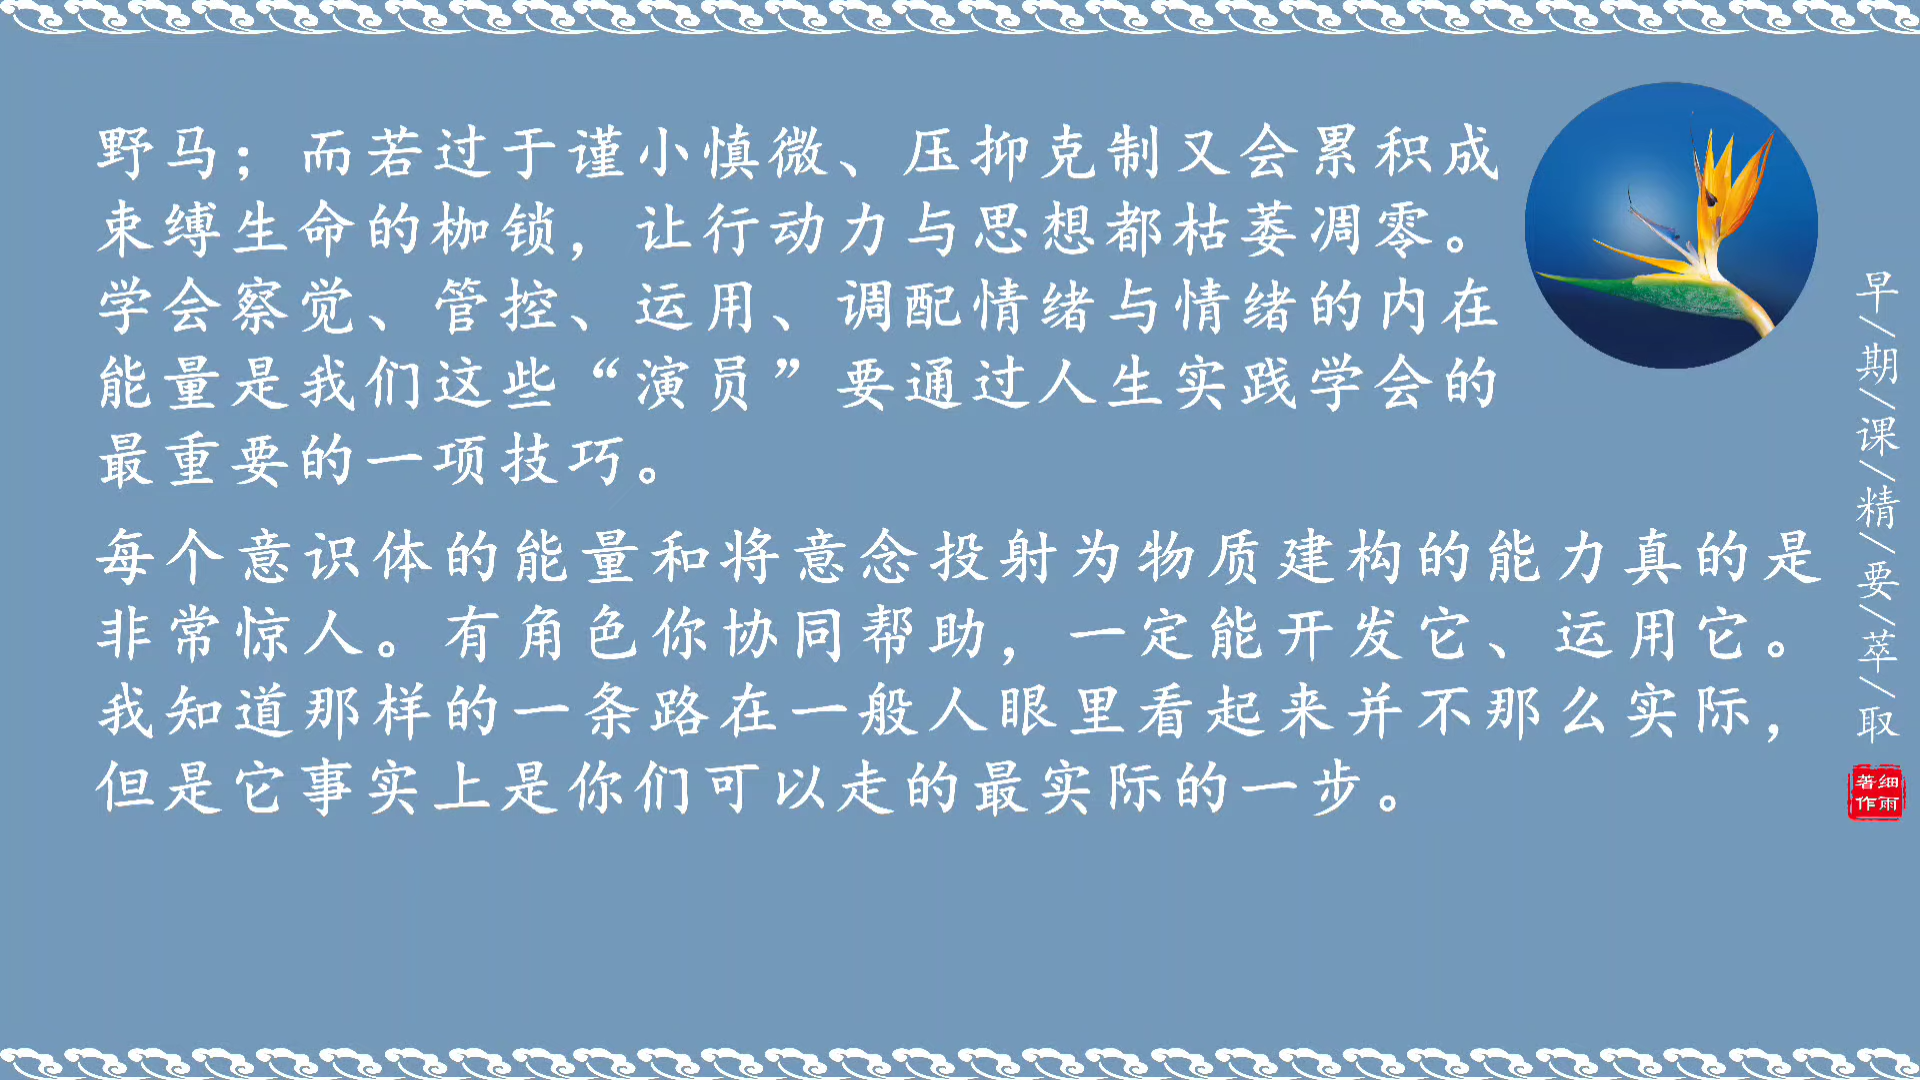 野马；而若过于谨小慎微、压抑克制又会累积成
束缚生命的枷锁，让行动力与思想都枯萎凋零。
学会察觉、管控、运用、调配情绪与情绪的内在
能量是我们这些“演员”要通过人生实践学会的
最重要的一项技巧。
每个意识体的能量和将意念投射为物质建构的能力真的是
非常惊人。有角色你协同帮助，一定能开发它、运用它。
我知道那样的一条路在一般人眼里看起来并不那么实际，
但是它事实上是你们可以走的最实际的一步。
早/期/课/精/要/萃/取
细雨
著作